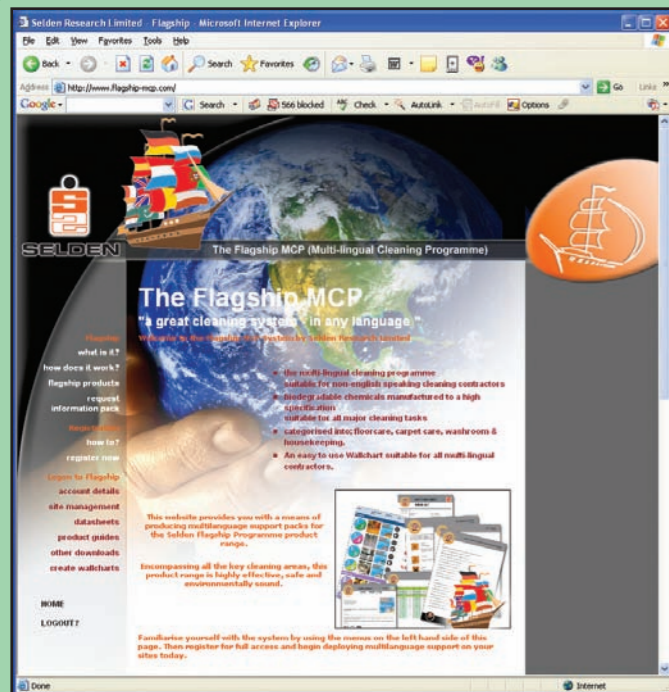 Selden Research Limited - Flagship - Microsoft Internet Explorer
File Edit View Favorites Tools Help
Back Search Favorites
Address http://www.flagship-mcp.com/ Go Links
Google Search 566 blocked Check AutoLink AutoFill Options
SELDEN
The Flagship MCP (Multi-lingual Cleaning Programme)
The Flagship MCP
"a great cleaning system - in any language "
Welcome to the Flagship MCP System by Selden Research Limited
Flagship
what is it?
how does it work?
flagship products
request
information pack
Registration
how to?
register now
Logon to Flagship
account details
site management
datasheets
product guides
other downloads
create wallcharts
HOME
LOGOUT?
the multi-lingual cleaning programme
suitable for non-english speaking cleaning contractors
biodegradable chemicals manufactured to a high
specification
suitable for all major cleaning tasks
categorised into; floorcare, carpet care, washroom &
housekeeping.
An easy to use Wallchart suitable for all multi-lingual
contractors.
This website provides you with a means of
producing multilanguage support packs for
the Selden Flagship Programme product
range.
Encompassing all the key cleaning areas, this
product range is highly effective, safe and
environmentally sound.
Familiarise yourself with the system by using the menus on the left hand side of this
page. Then register for full access and begin deploying multilanguage support on your
sites today.
Done Internet